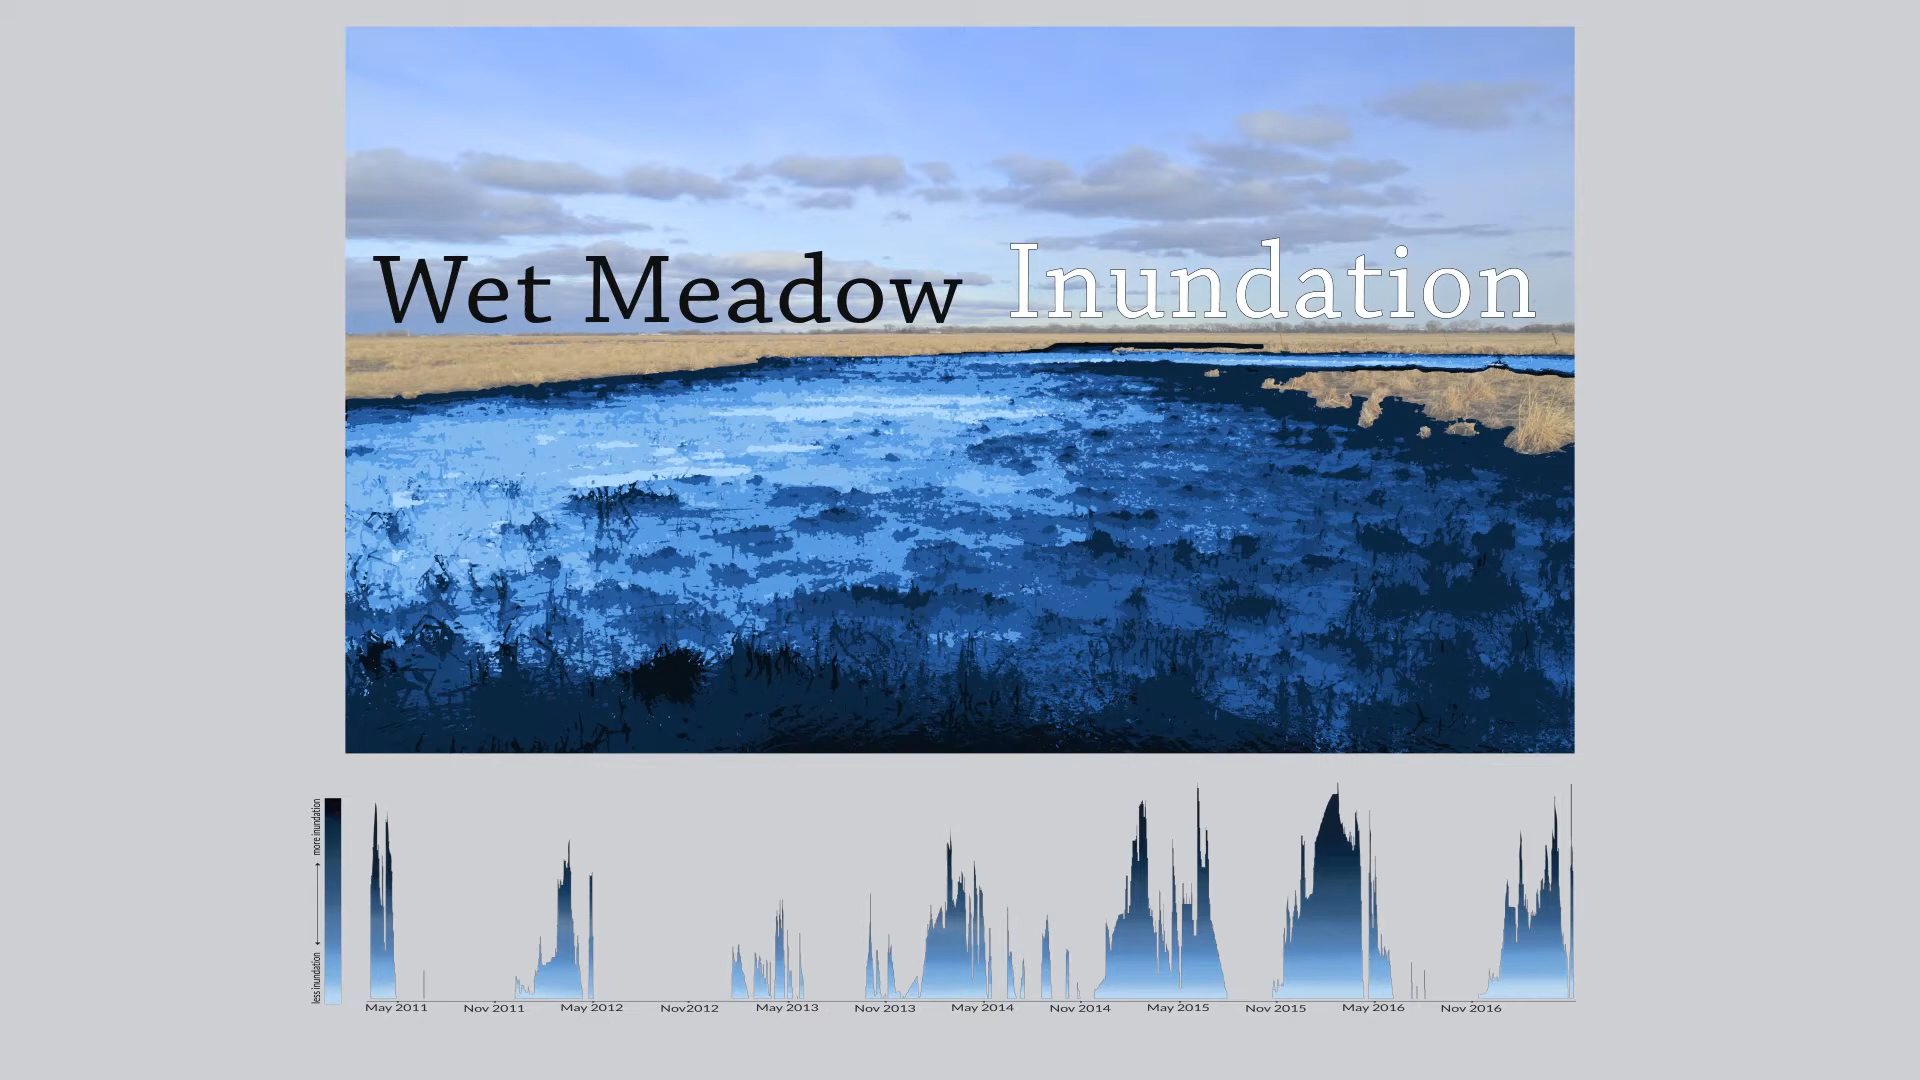 Wet Meadow Inundation
less inundation
more inundation
May 2011
Nov 2011
May 2012
Nov2012
May 2013
Nov 2013
May 2014
Nov 2014
May 2015
Nov 2015
May 2016
Nov 2016